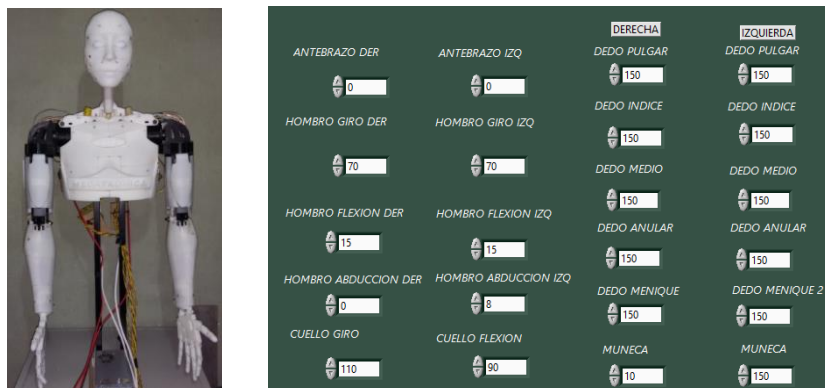 DERECHA
IZQUIERDA
ANTEBRAZO DER
ANTEBRAZO IZQ
DEDO PULGAR
DEDO PULGAR
0
0
150
150
HOMBRO GIRO DER
HOMBRO GIRO IZQ
DEDO INDICE
DEDO INDICE
70
70
150
150
DEDO MEDIO
DEDO MEDIO
150
150
HOMBRO FLEXION DER
HOMBRO FLEXION IZQ
DEDO ANULAR
DEDO ANULAR
15
15
150
150
HOMBRO ABDUCCION DER
HOMBRO ABDUCCION IZQ
DEDO MENIQUE
DEDO MENIQUE 2
0
8
150
150
CUELLO GIRO
CUELLO FLEXION
MUNECA
MUNECA
110
90
10
150